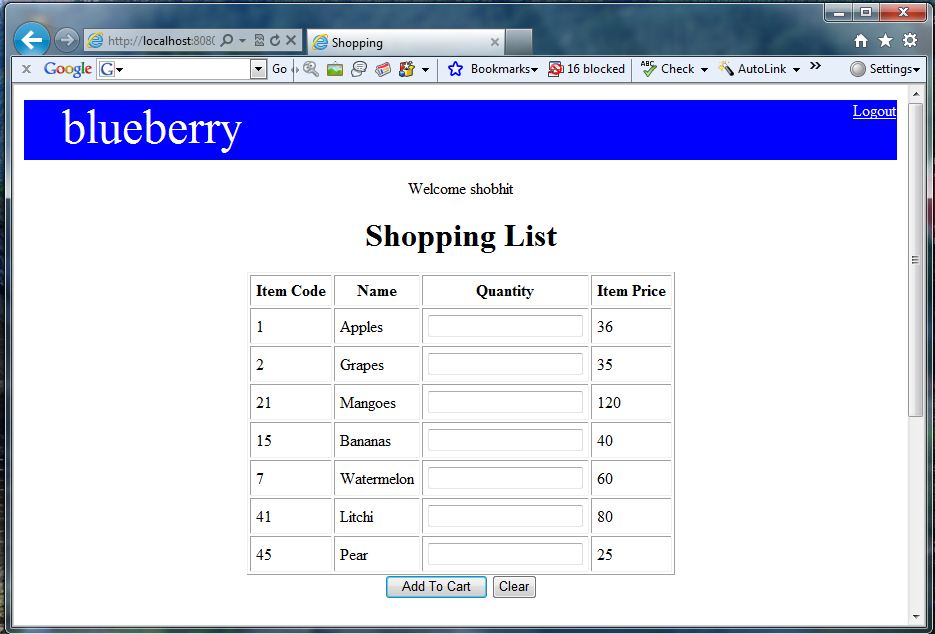 http://localhost:808
Shopping
Google
G
Go
Bookmarks
16 blocked
ABC
Check
AutoLink
»
Settings
blueberry
Logout
Welcome shobhit
Shopping List
Item Code Name Quantity Item Price
1 Apples 36
2 Grapes 35
21 Mangoes 120
15 Bananas 40
7 Watermelon 60
41 Litchi 80
45 Pear 25
Add To Cart Clear